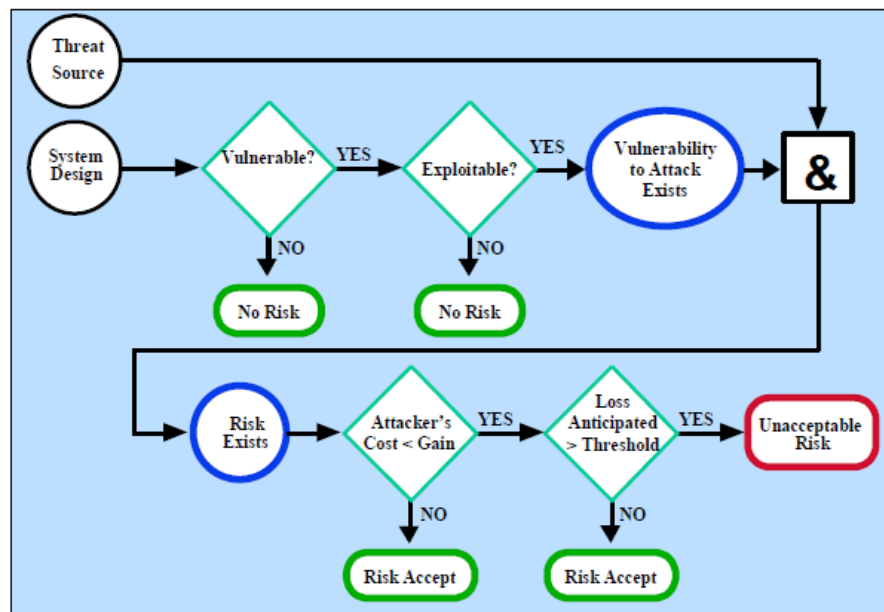 Threat
Source
System
Design
Vulnerable?
YES
Exploitable?
YES
Vulnerability
to Attack
Exists
&
NO
NO
No Risk
No Risk
Risk
Exists
Attacker's
Cost < Gain
YES
Loss
Anticipated
> Threshold
YES
Unacceptable
Risk
NO
NO
Risk Accept
Risk Accept